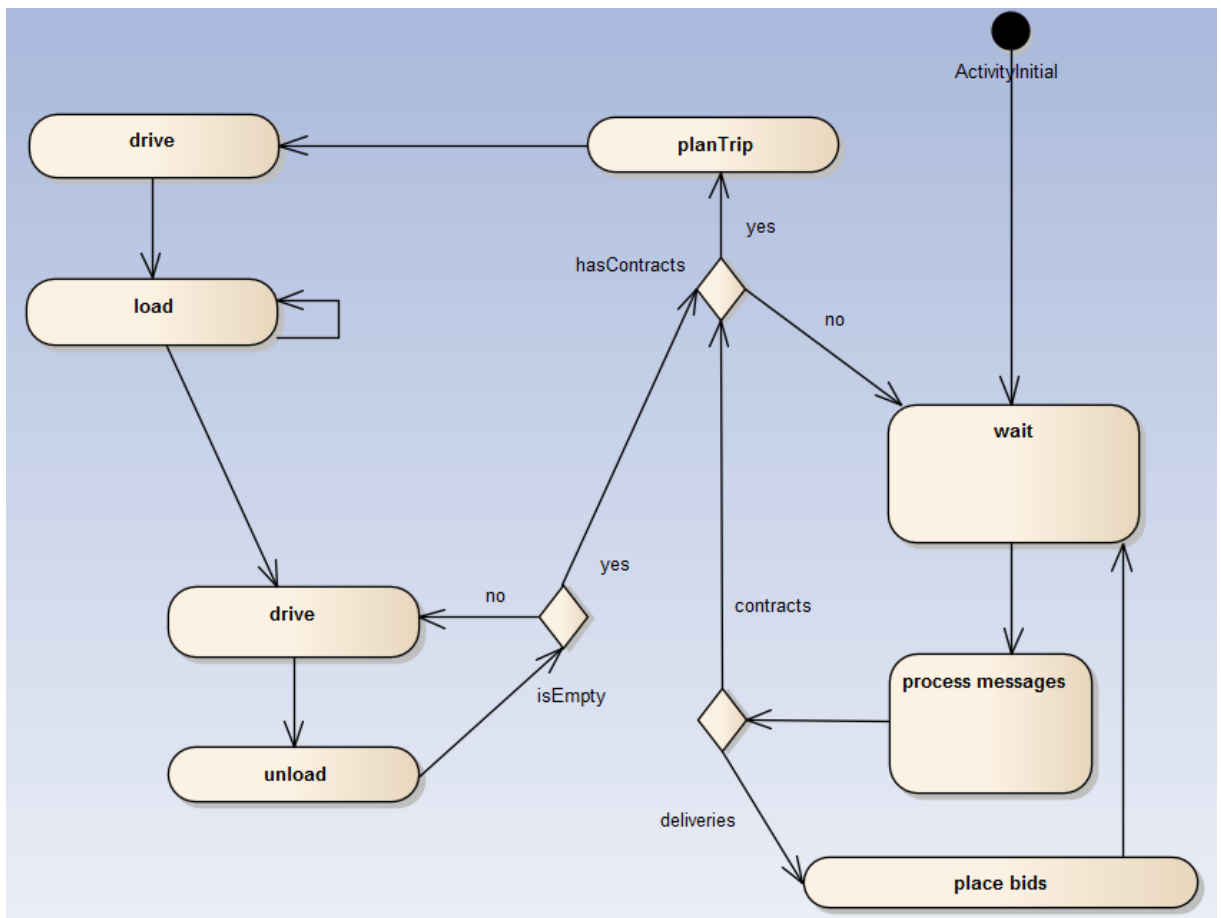 ActivityInitial
drive
planTrip
yes
hasContracts
load
no
wait
yes
no
contracts
drive
process messages
isEmpty
unload
deliveries
place bids